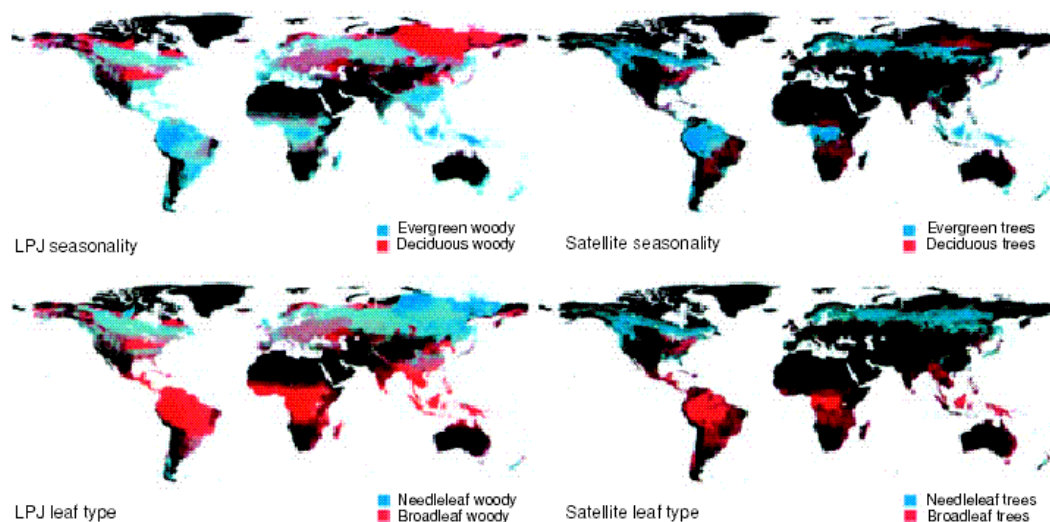 Evergreen woody
Deciduous woody
LPJ seasonality
Evergreen trees
Deciduous trees
Satellite seasonality
Needleleaf woody
Broadleaf woody
LPJ leaf type
Needleleaf trees
Broadleaf trees
Satellite leaf type